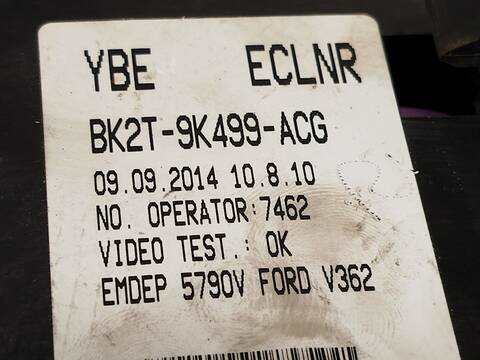 YBE ECLNR
BK2T-9K499-ACG
09.09.2014 10.8.10
NO. OPERATOR:7462
VIDEO TEST.: OK
EMDEP 5790V FORD V362